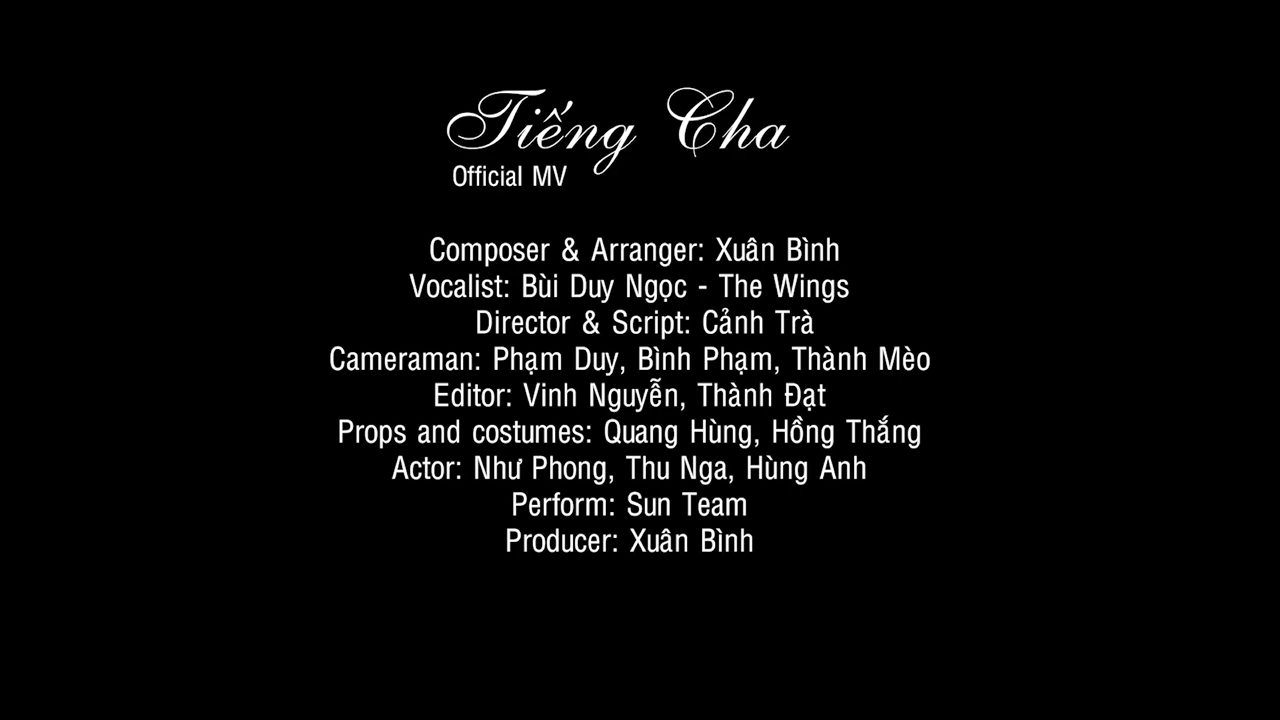 Tiếng Cha
Official MV
Composer & Arranger: Xuân Bình
Vocalist: Bùi Duy Ngọc - The Wings
Director & Script: Cảnh Trà
Cameraman: Phạm Duy, Bình Phạm, Thành Mèo
Editor: Vinh Nguyễn, Thành Đạt
Props and costumes: Quang Hùng, Hồng Thắng
Actor: Như Phong, Thu Nga, Hùng Anh
Perform: Sun Team
Producer: Xuân Bình